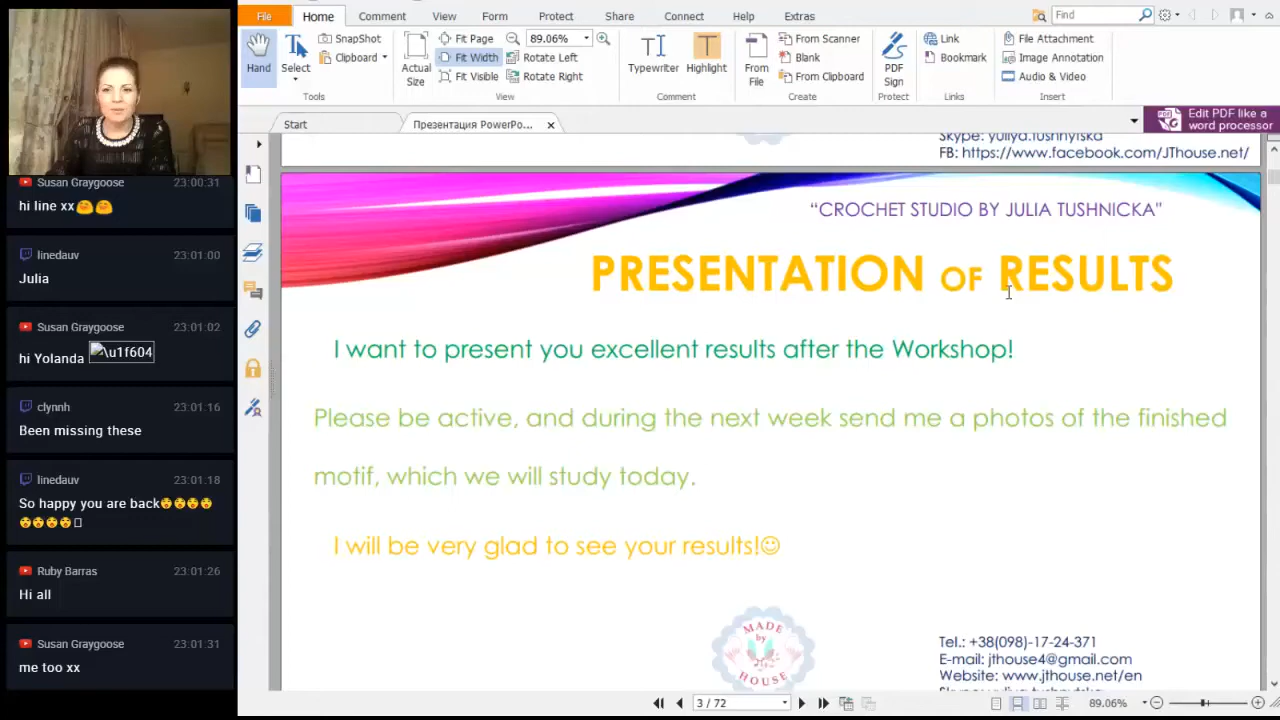 File
Home
Comment
View
Form
Protect
Share
Connect
Help
Extras
Find
Hand
Select
SnapShot
Clipboard
Tools
Actual
Size
Fit Page
Fit Width
Fit Visible
89.06%
Rotate Left
Rotate Right
View
Typewriter
Highlight
Comment
From
File
From Scanner
Blank
From Clipboard
Create
PDF
Sign
Protect
Link
Bookmark
Links
File Attachment
Image Annotation
Audio & Video
Insert
Start
Презентация PowerPo...
Edit PDF like a
word processor
Susan Graygoose 23:00:31
hi line xx🤗🤗
linedauv 23:01:00
Julia
Susan Graygoose 23:01:02
hi Yolanda \u1f604
clynnh 23:01:16
Been missing these
linedauv 23:01:18
So happy you are back
Ruby Barras 23:01:26
Hi all
Susan Graygoose 23:01:31
me too xx
Skype: yuliya.tushnytska
FB: https://www.facebook.com/JThouse.net/
“CROCHET STUDIO BY JULIA TUSHNICKA"
PRESENTATION OF RESULTS
I want to present you excellent results after the Workshop!
Please be active, and during the next week send me a photos of the finished
motif, which we will study today.
I will be very glad to see your results!☺
MADE
by
HOUSE
Tel.: +38(098)-17-24-371
E-mail: jthouse4@gmail.com
Website: www.jthouse.net/en
Skype: yuliya.tushnytska
3 / 72
89.06%